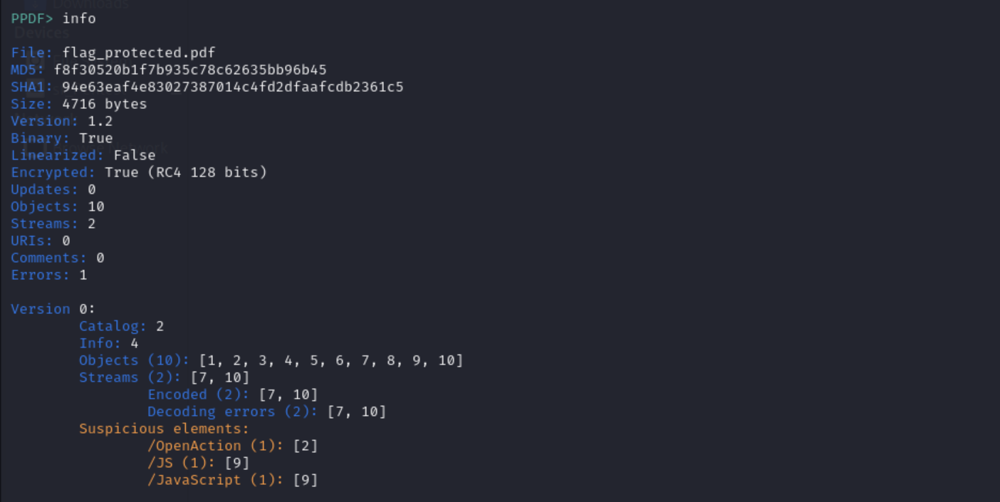 Downloads
PPDF> info
Devices
File: flag_protected.pdf
MD5: f8f30520b1f7b935c78c62635bb96b45
SHA1: 94e63eaf4e83027387014c4fd2dfaafcdb2361c5
Size: 4716 bytes
Version: 1.2
Binary: True
Linearized: False
Encrypted: True (RC4 128 bits)
Updates: 0
Objects: 10
Streams: 2
URIs: 0
Comments: 0
Errors: 1
Version 0:
Catalog: 2
Info: 4
Objects (10): [1, 2, 3, 4, 5, 6, 7, 8, 9, 10]
Streams (2): [7, 10]
Encoded (2): [7, 10]
Decoding errors (2): [7, 10]
Suspicious elements:
/OpenAction (1): [2]
/JS (1): [9]
/JavaScript (1): [9]